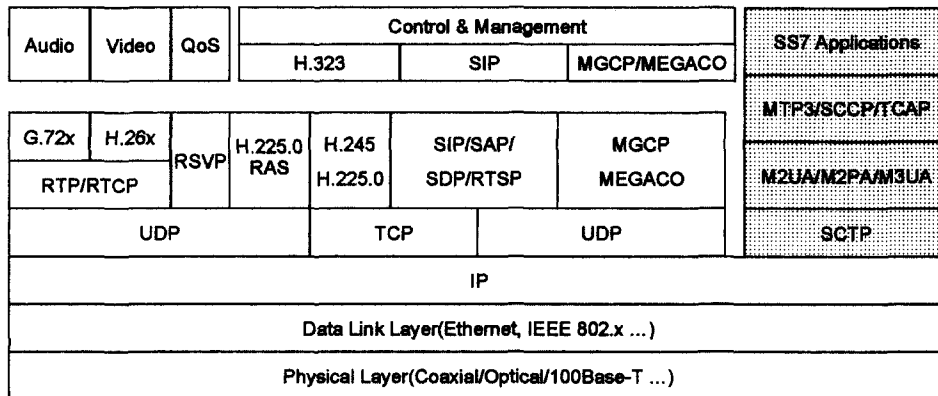 Audio
Video
QoS
Control & Management
H.323
SIP
MGCP/MEGACO
SS7 Applications
MTP3/SCCP/TCAP
G.72x
H.26x
RSVP
H.225.0
RAS
H.245
H.225.0
SIP/SAP/
SDP/RTSP
MGCP
MEGACO
M2UA/M2PA/M3UA
RTP/RTCP
UDP
TCP
UDP
SCTP
IP
Data Link Layer(Ethernet, IEEE 802.x ...)
Physical Layer(Coaxial/Optical/100Base-T ...)